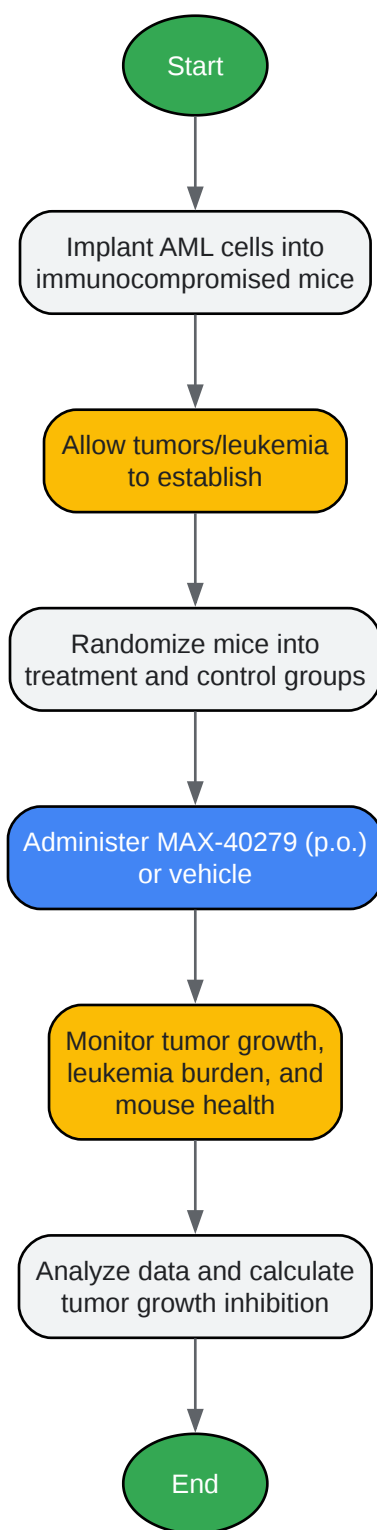 Start
Implant AML cells into
immunocompromised mice
Allow tumors/leukemia
to establish
Randomize mice into
treatment and control groups
Administer MAX-40279 (p.o.)
or vehicle
Monitor tumor growth,
leukemia burden, and
mouse health
Analyze data and calculate
tumor growth inhibition
End